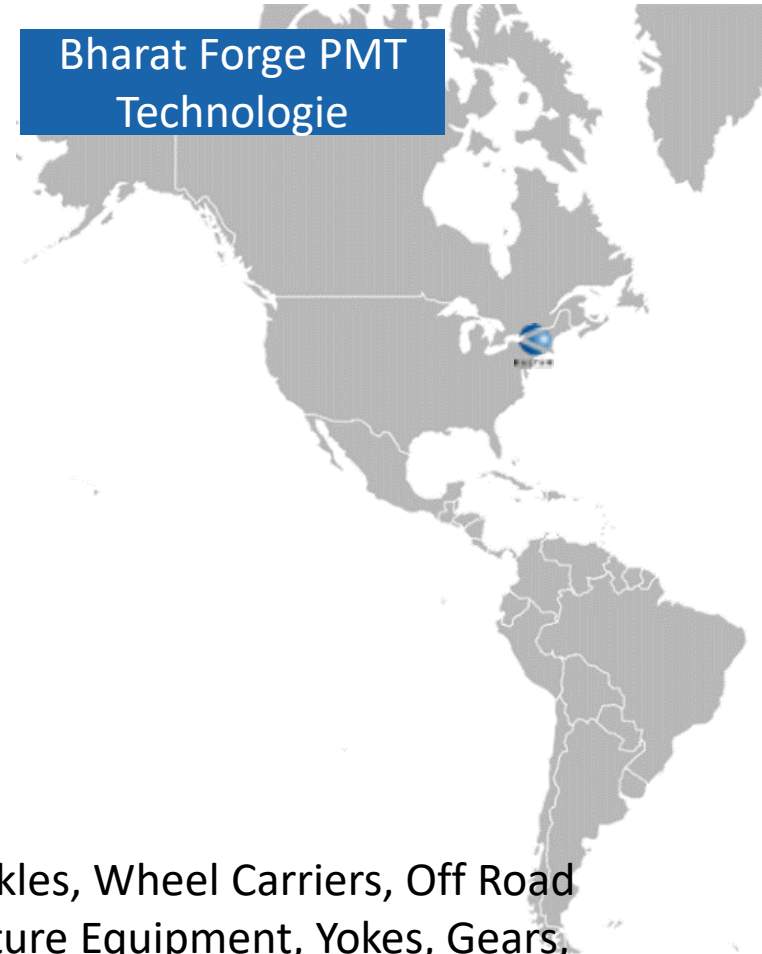 Bharat Forge PMT
Technologie
kles, Wheel Carriers, Off Road
ture Equipment, Yokes, Gears,